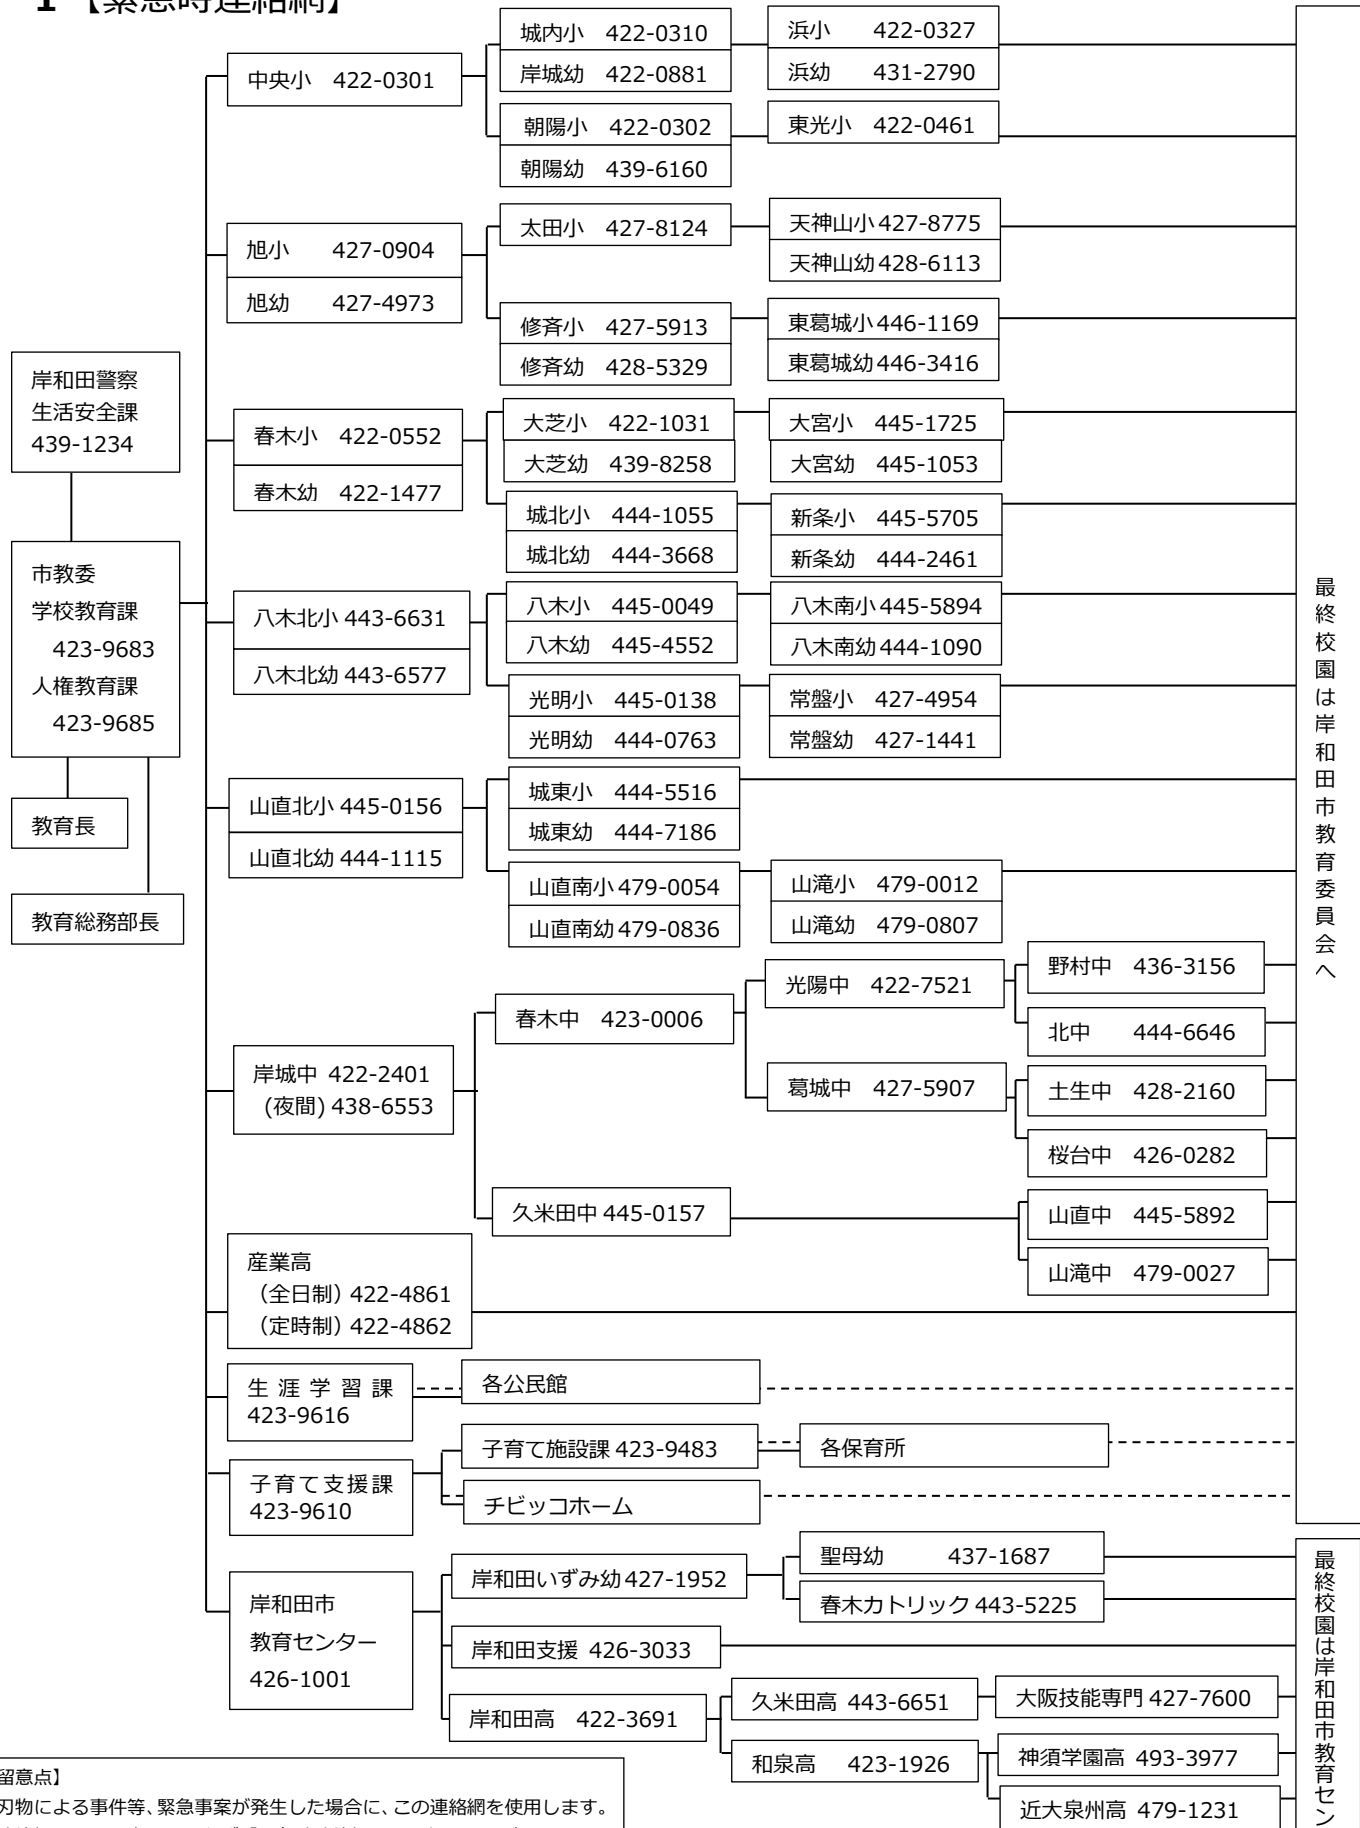 1【緊急時連絡網】
岸和田警察
生活安全課
439-1234
市教委
学校教育課
423-9683
人権教育課
423-9685
教育長
教育総務部長
中央小 422-0301
城内小 422-0310
岸城幼 422-0881
浜小 422-0327
浜幼 431-2790
朝陽小 422-0302
朝陽幼 439-6160
東光小 422-0461
旭小 427-0904
旭幼 427-4973
太田小 427-8124
天神山小 427-8775
天神山幼 428-6113
修斉小 427-5913
修斉幼 428-5329
東葛城小 446-1169
東葛城幼 446-3416
春木小 422-0552
春木幼 422-1477
大芝小 422-1031
大芝幼 439-8258
大宮小 445-1725
大宮幼 445-1053
城北小 444-1055
城北幼 444-3668
新条小 445-5705
新条幼 444-2461
八木北小 443-6631
八木北幼 443-6577
八木小 445-0049
八木幼 445-4552
八木南小 445-5894
八木南幼 444-1090
光明小 445-0138
光明幼 444-0763
常盤小 427-4954
常盤幼 427-1441
山直北小 445-0156
山直北幼 444-1115
城東小 444-5516
城東幼 444-7186
山直南小 479-0054
山直南幼 479-0836
山滝小 479-0012
山滝幼 479-0807
岸城中 422-2401
(夜間) 438-6553
春木中 423-0006
光陽中 422-7521
野村中 436-3156
北中 444-6646
葛城中 427-5907
土生中 428-2160
桜台中 426-0282
久米田中 445-0157
山直中 445-5892
山滝中 479-0027
産業高
（全日制）422-4861
（定時制）422-4862
生涯学習課
423-9616
各公民館
子育て支援課
423-9610
子育て施設課 423-9483
各保育所
チビッコホーム
岸和田市
教育センター
426-1001
岸和田いずみ幼 427-1952
聖母幼 437-1687
春木カトリック 443-5225
岸和田支援 426-3033
岸和田高 422-3691
久米田高 443-6651
大阪技能専門 427-7600
和泉高 423-1926
神須学園高 493-3977
近大泉州高 479-1231
最終校園は岸和田市教育委員会へ
最終校園は岸和田市教育セン
留意点】
刃物による事件等、緊急事案が発生した場合に、この連絡網を使用します。